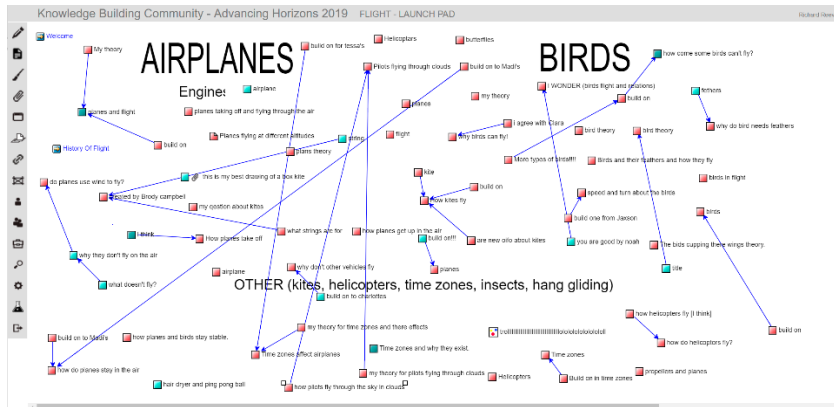 Knowledge Building Community - Advancing Horizons 2019 FLIGHT - LAUNCH PAD
Welcome
My theory
AIRPLANES
build on for tessa's
Helicoptars
butterflies
BIRDS
how come some birds can't fly?
Pilots flying through clouds
build on to Madi's
Engines
airplane
I WONDER (birds flight and relations)
build on
fethers
planes and flight
planes taking off and flying through the air
planes
my theory
build on
Planes flying at different altitudes
string
flight
I agree with Clara
why birds can fly!
bird theory
bird theory
why do bird needs feathers
History Of Flight
plans theory
More types of birds!!!!
Birds and their feathers and how they fly
do planes use wino to fly?
this is my best drawing of a box kite
kite
build on
birds in flight
shared by Brody campbell
how kites fly
speed and turn about the birds
my qostion about kitos
build one from Jaxson
birds
I think
How planes take off
what strings are for
how planes got up in the air
build on!!!
are new oifo about kites
you are good by noah
The bids cupping there wings theory.
why they don't fly on the air
airplane
why don't other vehicles fly
planes
title
what doesn't fly?
OTHER (kites, helicopters, time zones, insects, hang gliding)
build on to charlottes
how helicopters fly [I think]
build on to Madi's
how planes and birds stay stable.
my theory for time zones and there effects
build on
Time zones affect airplanes
Time zones and why they exist.
how do helicopters fly?
Time zones
how do planes stay in the air
my theory for pilots flying through clouds
Helicopters
Build on in time zones
propellors and planes
hair dryer and ping pong ball
how pilots fly through the sky in clouds